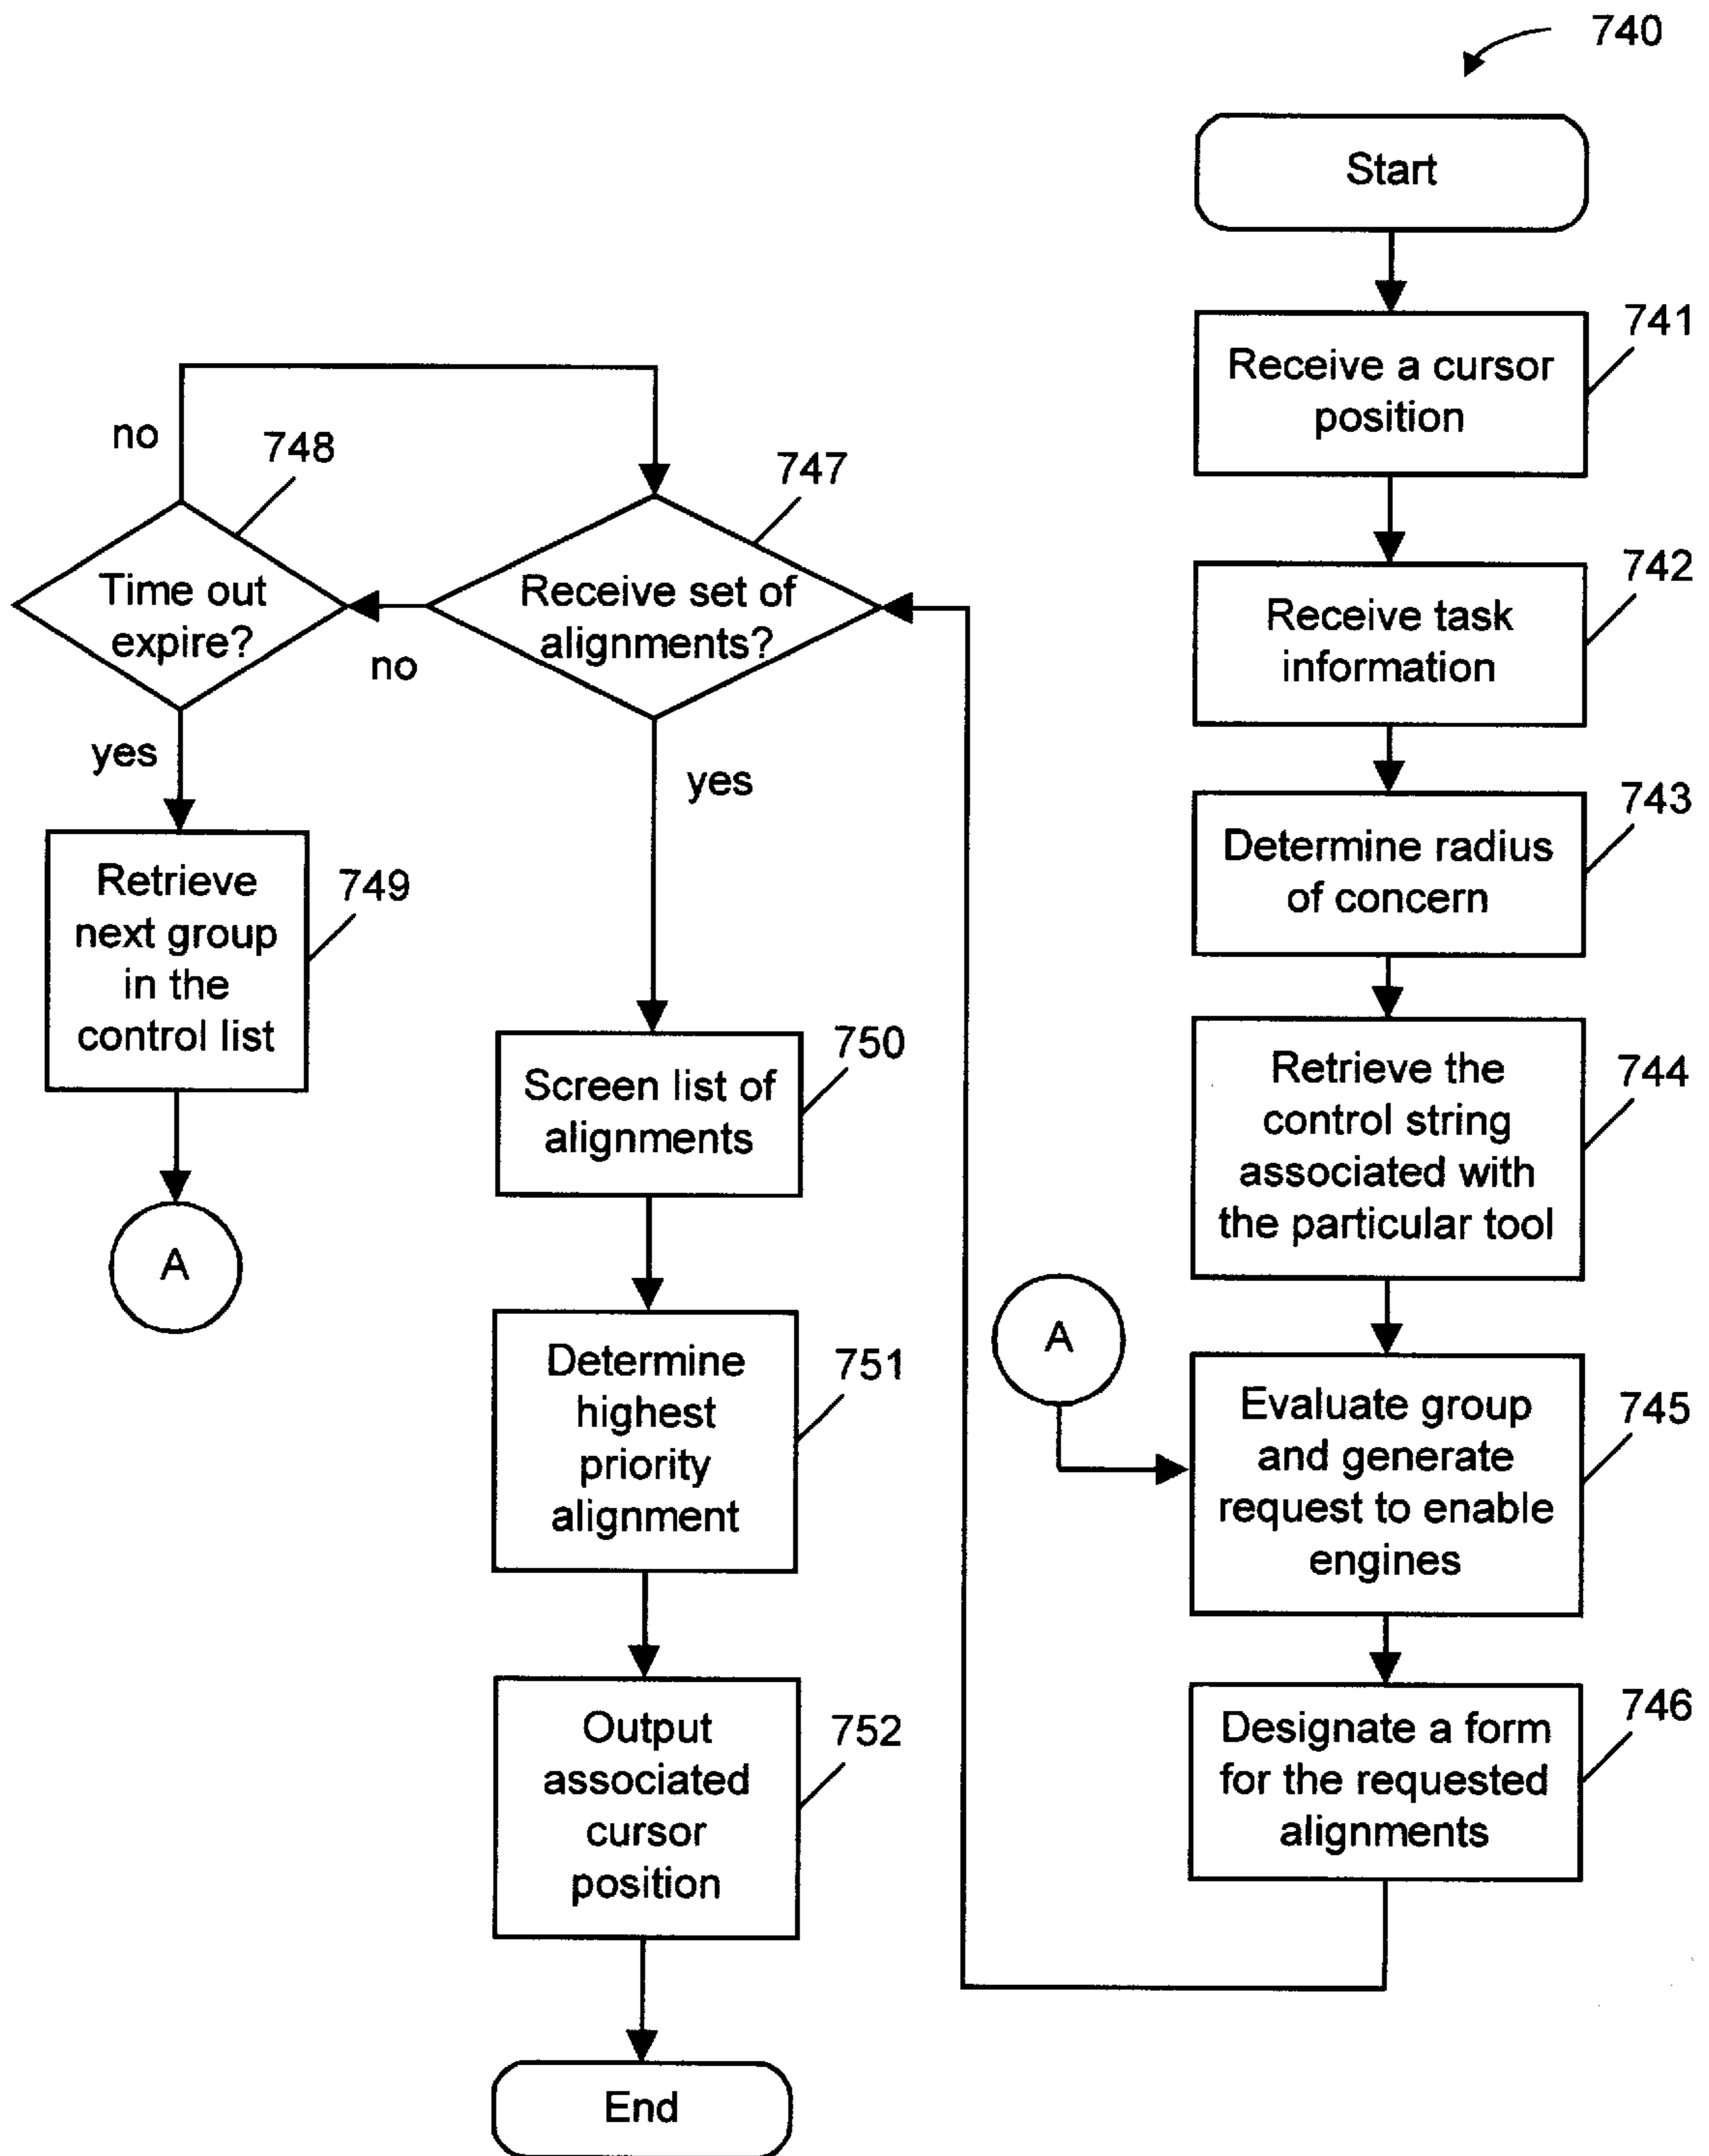 740
Start
741
Receive a cursor
position
742
Receive task
information
743
Determine radius
of concern
744
Retrieve the
control string
associated with
the particular tool
A
745
Evaluate group
and generate
request to enable
engines
746
Designate a form
for the requested
alignments
747
Receive set of
alignments?
no
yes
748
Time out
expire?
no
yes
749
Retrieve
next group
in the
control list
A
750
Screen list of
alignments
751
Determine
highest
priority
alignment
752
Output
associated
cursor
position
End